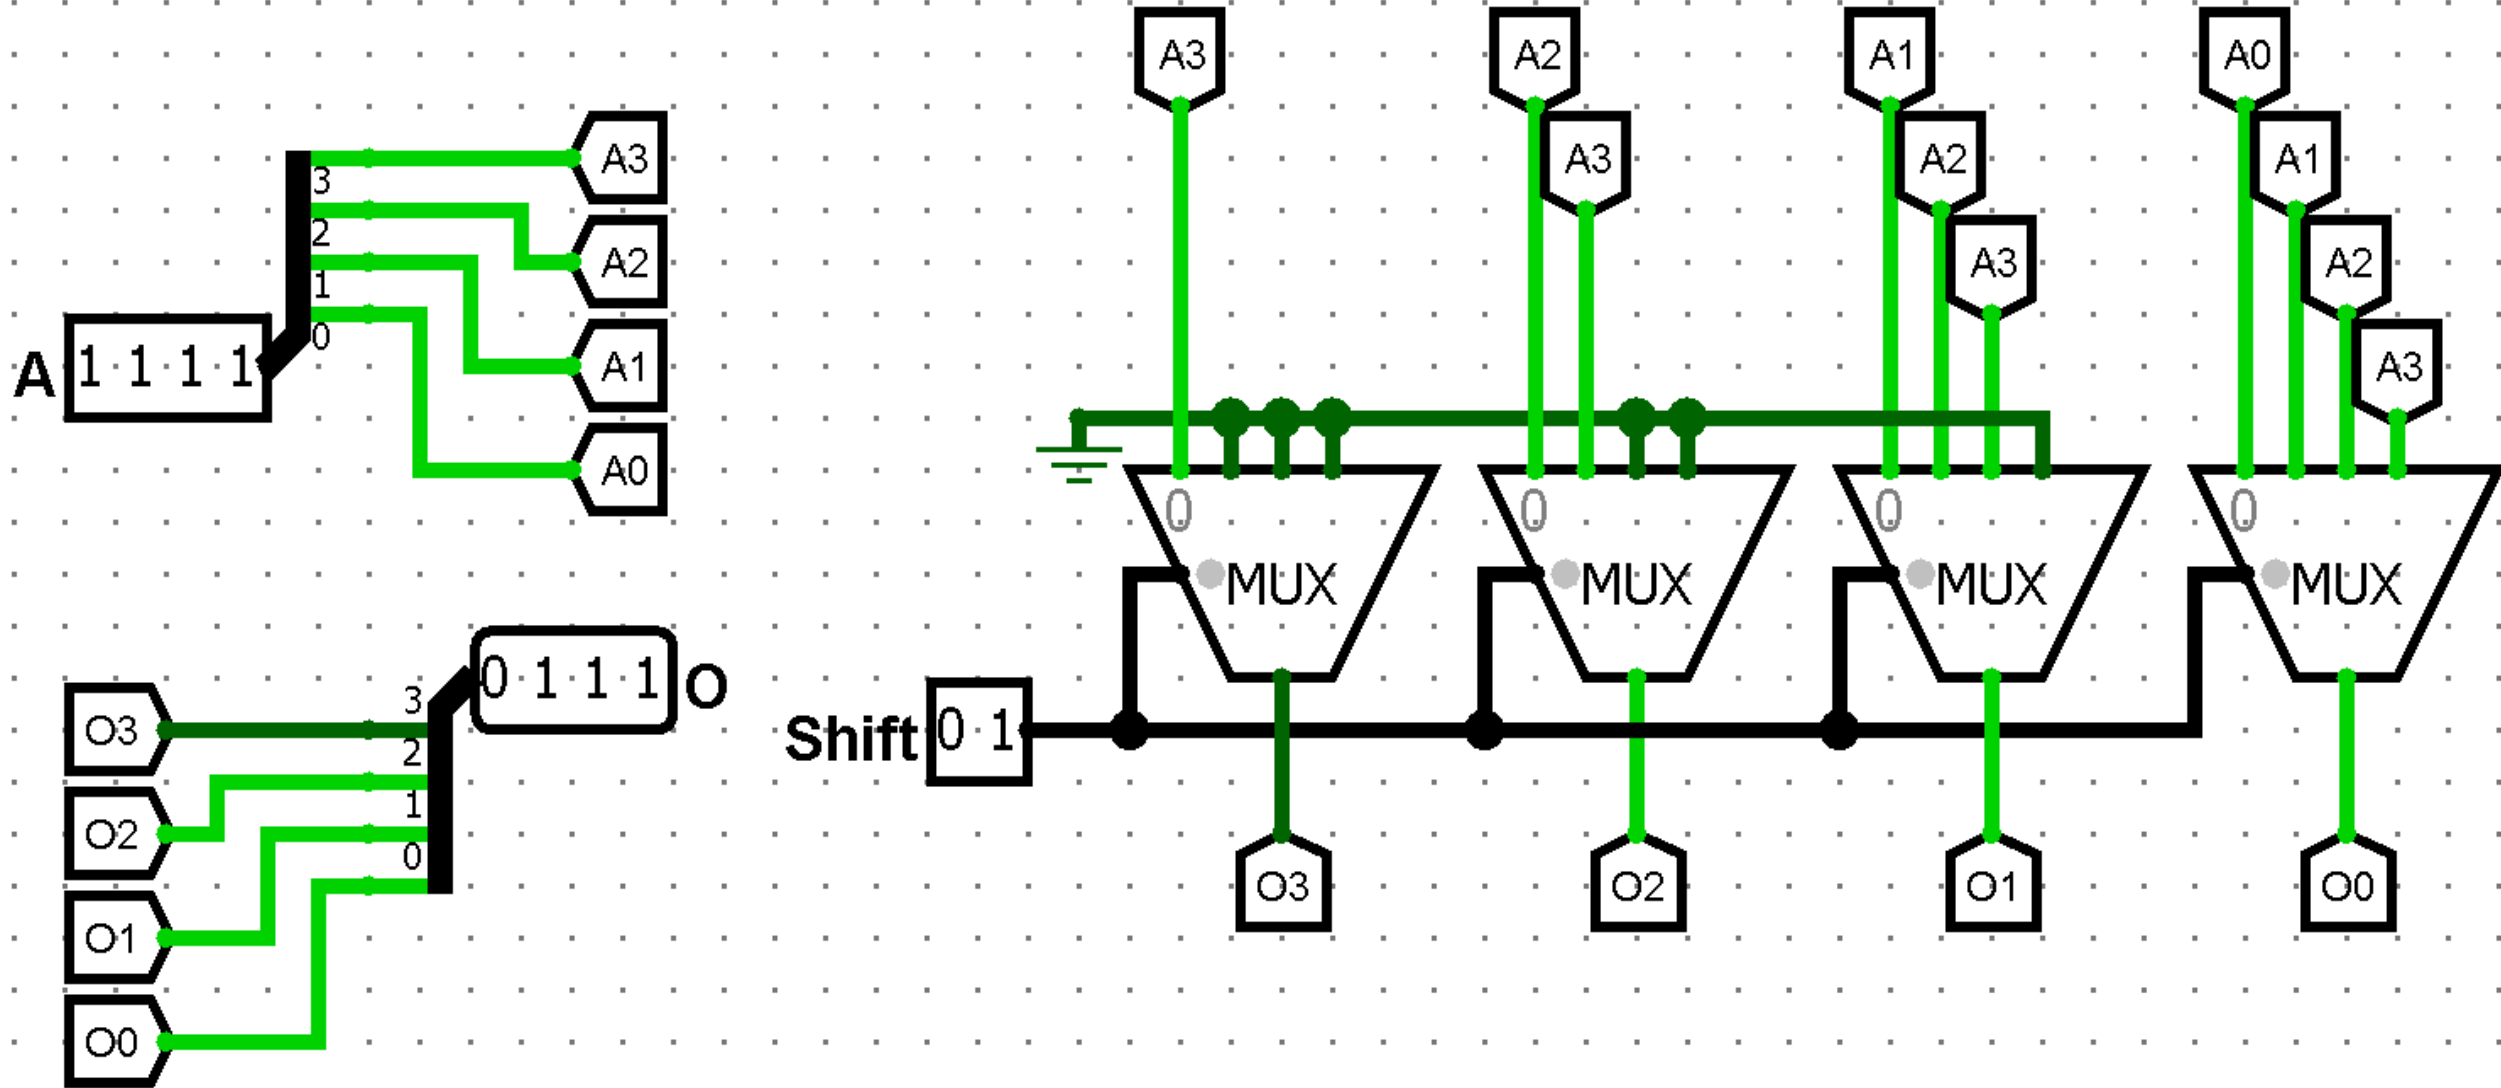 A3 A2 A1 A0
A3 A2 A1
A3 A2
A3
3 A3
2 A2
1 A1
0 A0
A 1 1 1 1
0 0 0 0
MUX MUX MUX MUX
0 1 1 1 O
3
2
1
0
O3
O2
O1
O0
Shift 0 1
O3 O2 O1 O0